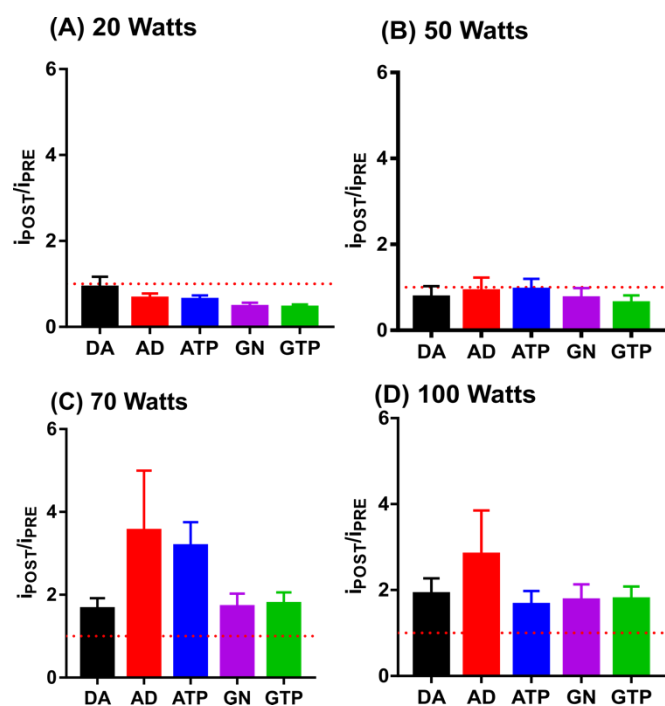 (A) 20 Watts
6
4
2
0
iPOST/iPRE
DA AD ATP GN GTP
(B) 50 Watts
6
4
2
0
iPOST/iPRE
DA AD ATP GN GTP
(C) 70 Watts
6
4
2
0
iPOST/iPRE
DA AD ATP GN GTP
(D) 100 Watts
6
4
2
0
iPOST/iPRE
DA AD ATP GN GTP